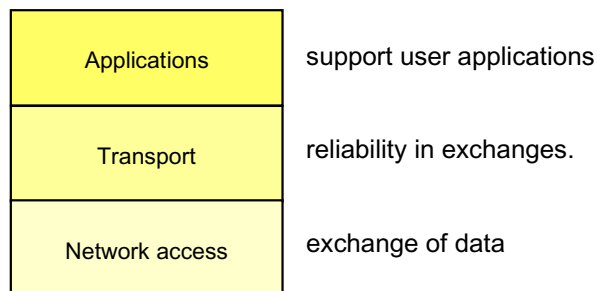 Applications
support user applications
Transport
reliability in exchanges.
Network access
exchange of data